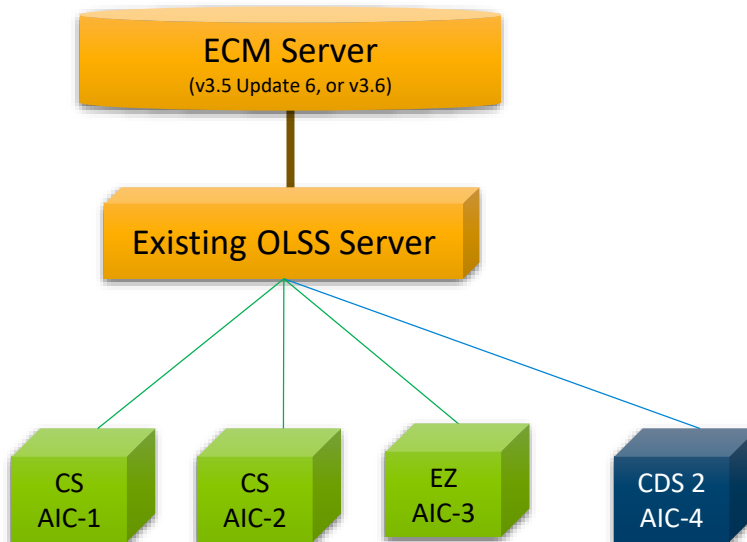 ECM Server
(v3.5 Update 6, or v3.6)
Existing OLSS Server
CS
AIC-1
CS
AIC-2
EZ
AIC-3
CDS 2
AIC-4